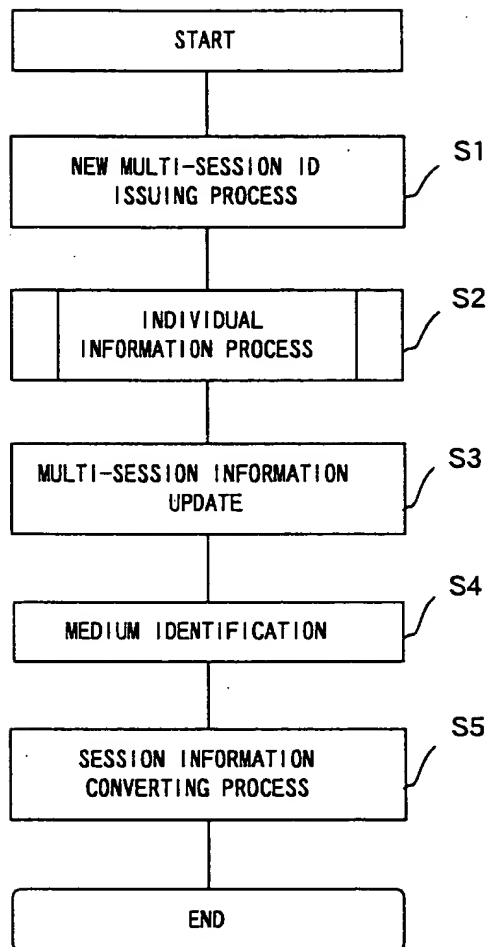 START
NEW MULTI-SESSION ID
ISSUING PROCESS
S1
INDIVIDUAL
INFORMATION PROCESS
S2
MULTI-SESSION INFORMATION
UPDATE
S3
MEDIUM IDENTIFICATION
S4
SESSION INFORMATION
CONVERTING PROCESS
S5
END